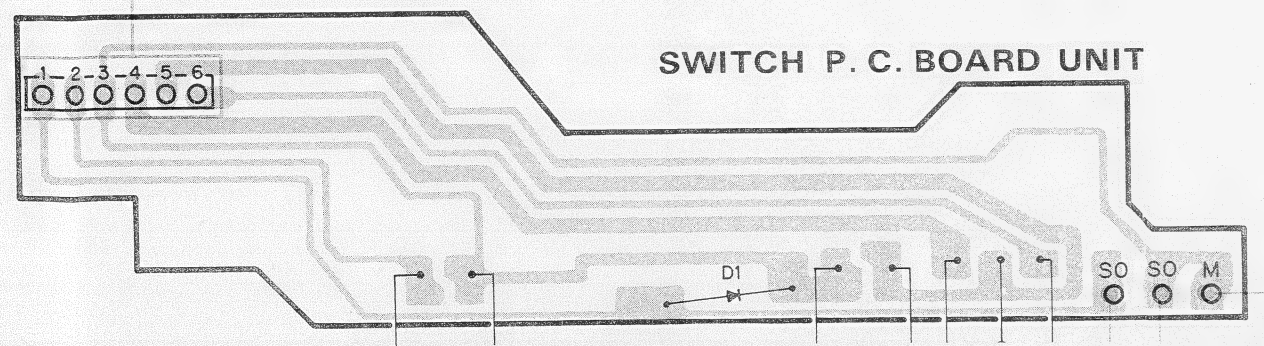 SWITCH P. C. BOARD UNIT
1-2-3-4-5-6
D1
SO SO M